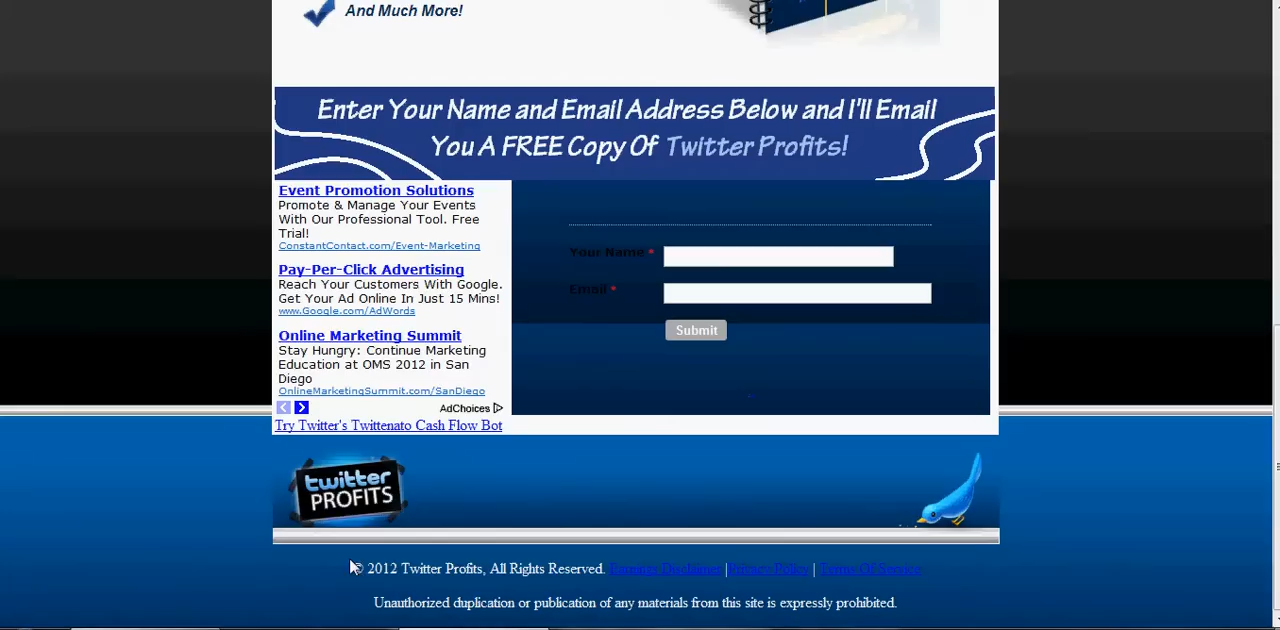 And Much More!
Enter Your Name and Email Address Below and I'll Email
You A FREE Copy Of Twitter Profits!
Event Promotion Solutions
Promote & Manage Your Events
With Our Professional Tool. Free
Trial!
ConstantContact.com/Event-Marketing
Pay-Per-Click Advertising
Reach Your Customers With Google.
Get Your Ad Online In Just 15 Mins!
www.Google.com/AdWords
Online Marketing Summit
Stay Hungry: Continue Marketing
Education at OMS 2012 in San
Diego
OnlineMarketingSummit.com/SanDiego
AdChoices
Try Twitter's Twittenato Cash Flow Bot
Your Name *
Email *
Submit
twitter
PROFITS
© 2012 Twitter Profits, All Rights Reserved. Earnings Disclaimer |Privacy Policy | Terms Of Service
Unauthorized duplication or publication of any materials from this site is expressly prohibited.